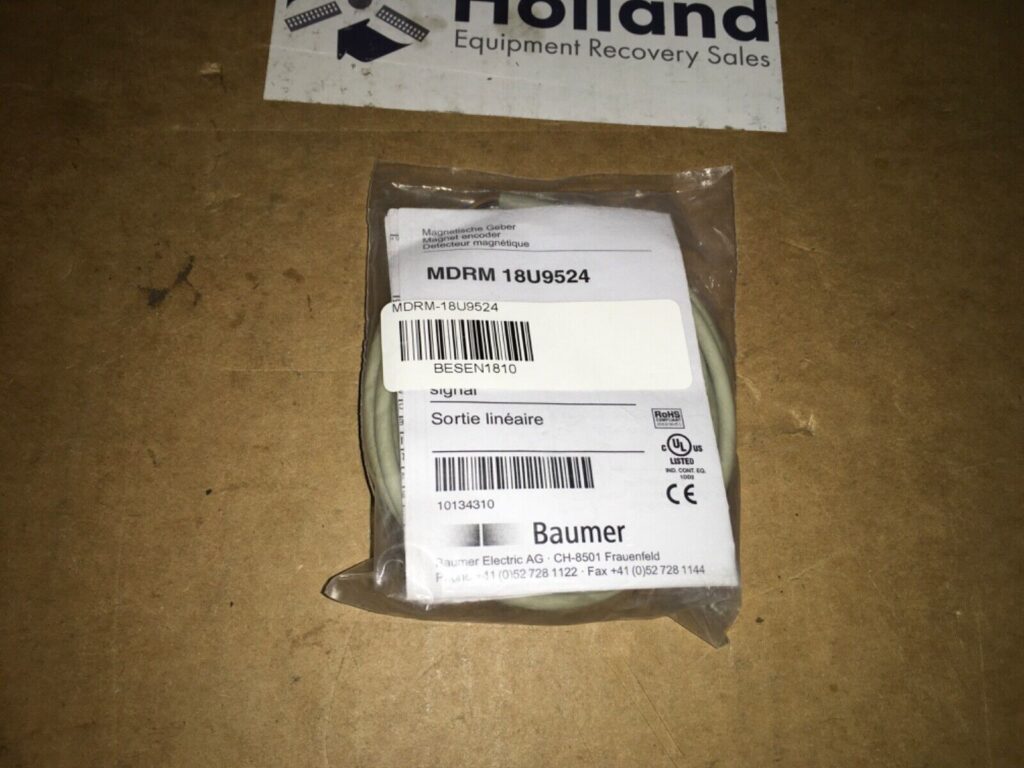 Holland
Equipment Recovery Sales
Magnetische Geber
Magnet encoder
Détecteur magnétique
MDRM 18U9524
MDRM-18U9524
BESEN1810
signal
Sortie linéaire
RoHS
COMPLIANT
C UL US
LISTED
IND. CONT. EQ.
10134310
CE
Baumer
Baumer Electric AG · CH-8501 Frauenfeld
Phone +41 (0)52 728 1122 · Fax +41 (0)52 728 1144